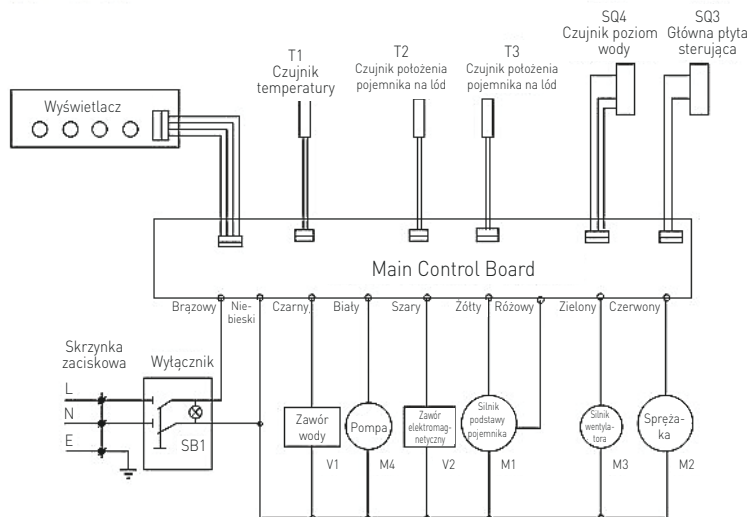 SQ4
Czujnik poziom
wody
SQ3
Główna płyta
sterująca
T1
Czujnik
temperatury
T2
Czujnik położenia
pojemnika na lód
T3
Czujnik położenia
pojemnika na lód
Wyświetlacz
Main Control Board
Brązowy
Nie-
bieski
Czarny
Biały
Szary
Żółty
Różowy
Zielony
Czerwony
Skrzynka
zaciskowa
Wyłącznik
L
N
E
SB1
Zawór
wody
V1
Pompa
M4
Zawór
elektromag-
netyczny
V2
Silnik
podstawy
pojemnika
M1
Silnik
wentyla-
tora
M3
Spręża-
ka
M2